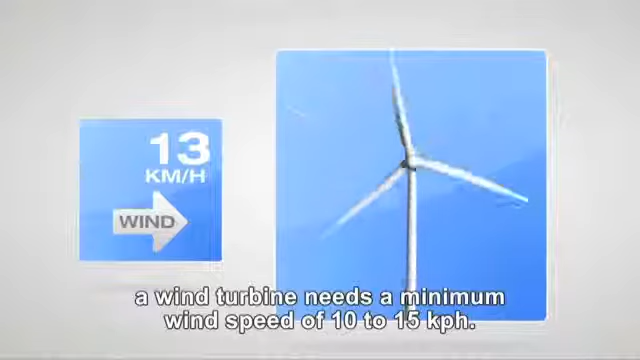 13
KM/H
WIND
a wind turbine needs a minimum
wind speed of 10 to 15 kph.